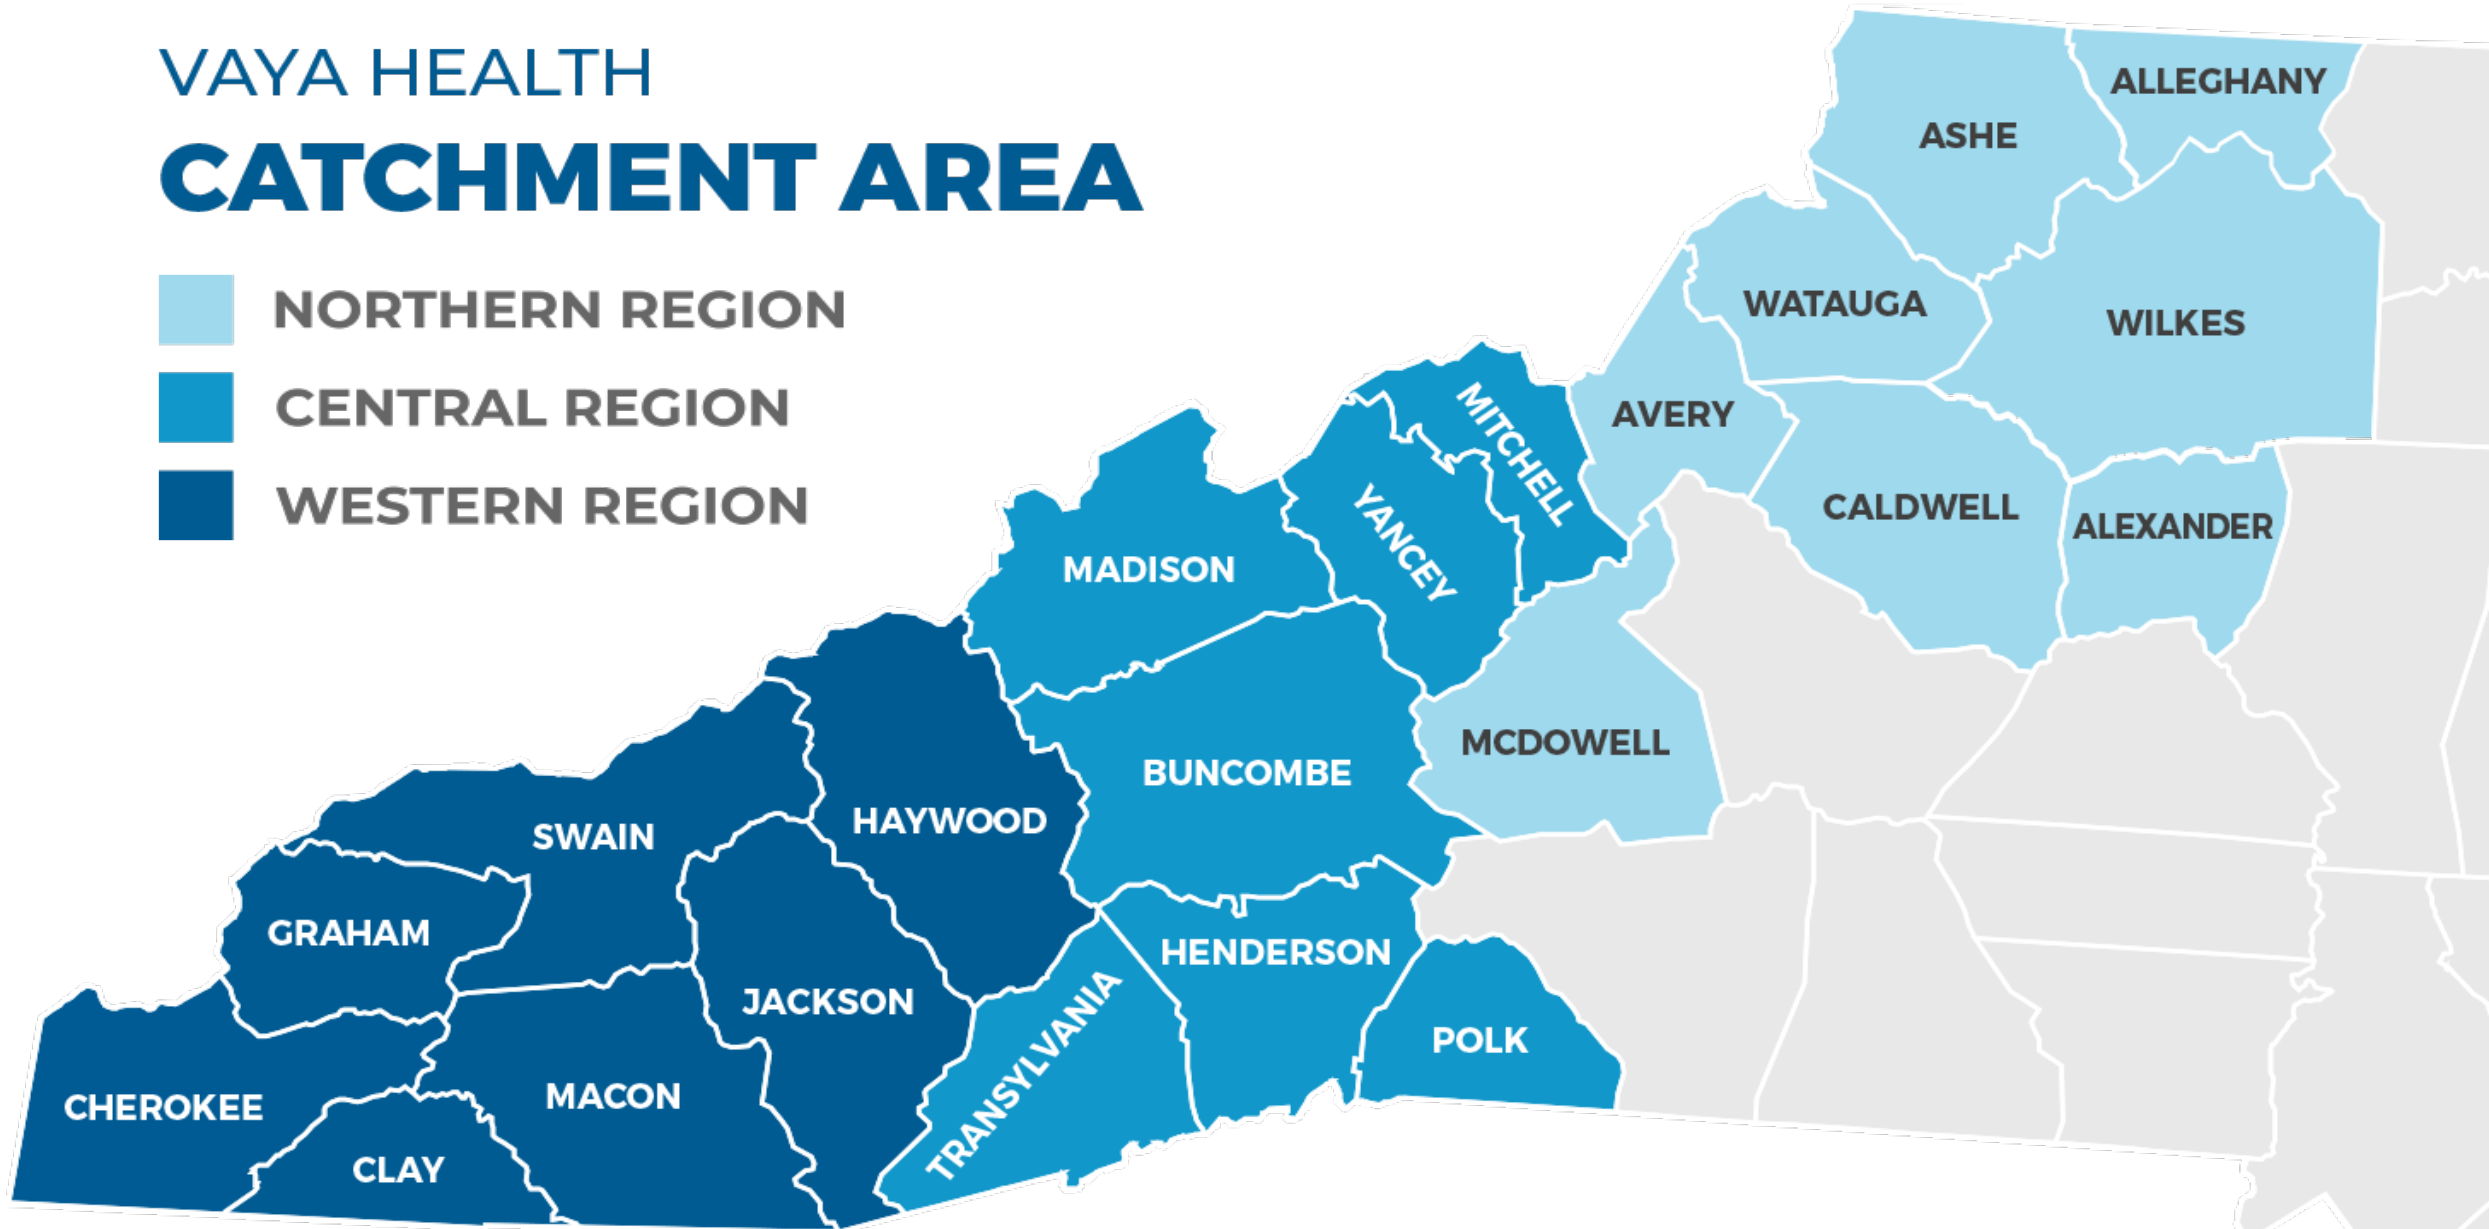 VAYA HEALTH
CATCHMENT AREA
NORTHERN REGION
CENTRAL REGION
WESTERN REGION
ALLEGHANY
ASHE
WATAUGA
WILKES
AVERY
MITCHELL
CALDWELL
ALEXANDER
YANCEY
MADISON
MCDOWELL
BUNCOMBE
HAYWOOD
SWAIN
GRAHAM
HENDERSON
JACKSON
TRANSYLVANIA
POLK
MACON
CHEROKEE
CLAY